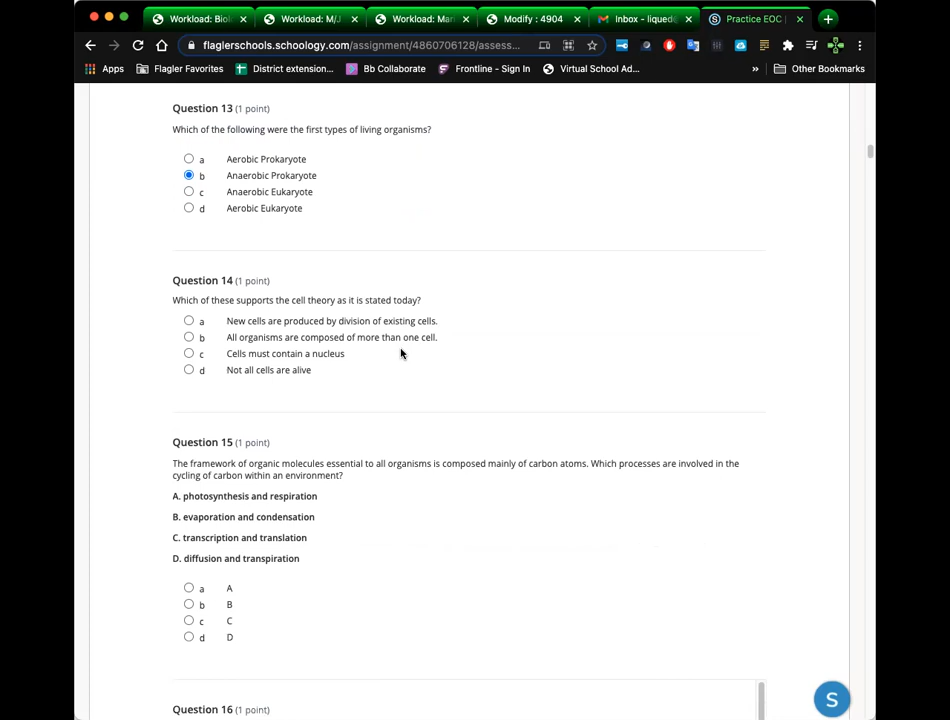 Workload: Biol
Workload: M/J
Workload: Mar
Modify : 4904
Inbox - liqued
Practice EOC
flaglerschools.schoology.com/assignment/4860706128/assess...
Apps
Flagler Favorites
District extension...
Bb Collaborate
Frontline - Sign In
Virtual School Ad...
»
Other Bookmarks
Question 13 (1 point)
Which of the following were the first types of living organisms?
a Aerobic Prokaryote
b Anaerobic Prokaryote
c Anaerobic Eukaryote
d Aerobic Eukaryote
Question 14 (1 point)
Which of these supports the cell theory as it is stated today?
a New cells are produced by division of existing cells.
b All organisms are composed of more than one cell.
c Cells must contain a nucleus
d Not all cells are alive
Question 15 (1 point)
The framework of organic molecules essential to all organisms is composed mainly of carbon atoms. Which processes are involved in the
cycling of carbon within an environment?
A. photosynthesis and respiration
B. evaporation and condensation
C. transcription and translation
D. diffusion and transpiration
a A
b B
c C
d D
Question 16 (1 point)
S